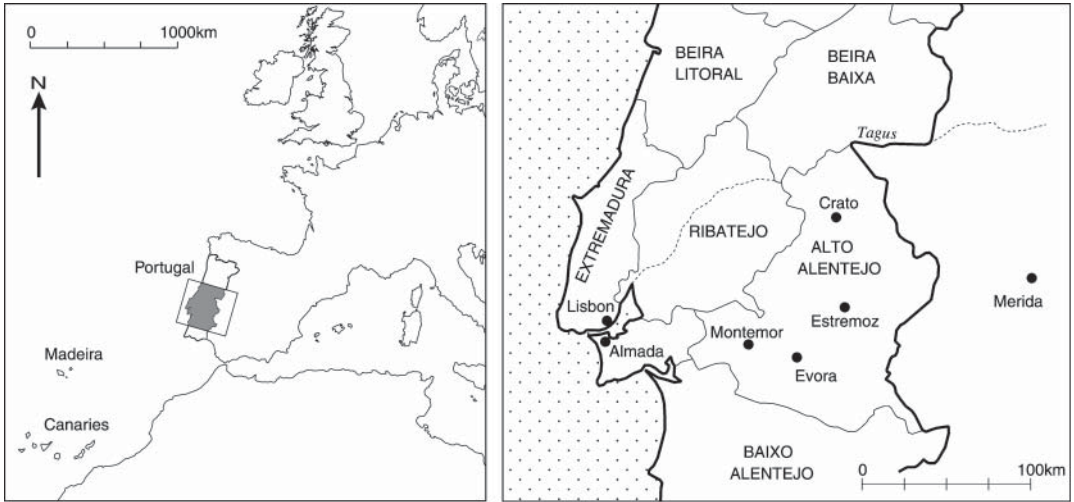 0 1000km
N
Portugal
Madeira
Canaries
BEIRA
LITORAL
BEIRA
BAIXA
Tagus
EXTREMADURA
Crato
RIBATEJO
ALTO
ALENTEJO
Merida
Lisbon
Estremoz
Montemor
Almada
Evora
BAIXO
ALENTEJO
0 100km